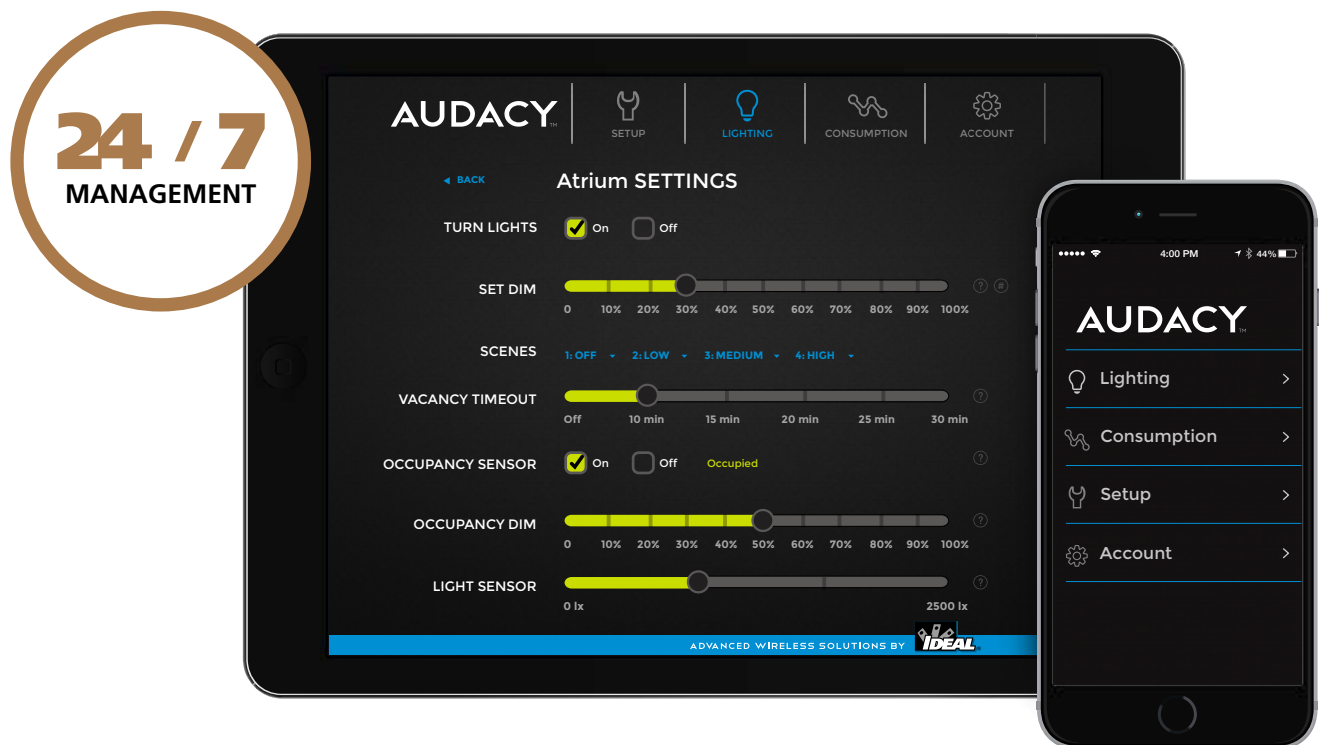 24 / 7
MANAGEMENT
AUDACY™
SETUP
LIGHTING
CONSUMPTION
ACCOUNT
◄ BACK
Atrium SETTINGS
TURN LIGHTS On Off
SET DIM ? #
0 10% 20% 30% 40% 50% 60% 70% 80% 90% 100%
SCENES 1: OFF 2: LOW 3: MEDIUM 4: HIGH
VACANCY TIMEOUT ?
Off 10 min 15 min 20 min 25 min 30 min
OCCUPANCY SENSOR On Off Occupied ?
OCCUPANCY DIM ?
0 10% 20% 30% 40% 50% 60% 70% 80% 90% 100%
LIGHT SENSOR ?
0 lx 2500 lx
ADVANCED WIRELESS SOLUTIONS BY IDEAL
4:00 PM 44%
AUDACY™
Lighting >
Consumption >
Setup >
Account >